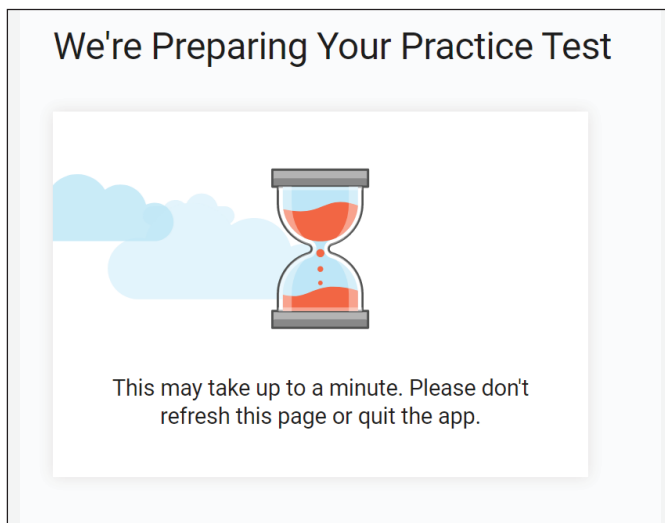 We're Preparing Your Practice Test
This may take up to a minute. Please don't
refresh this page or quit the app.